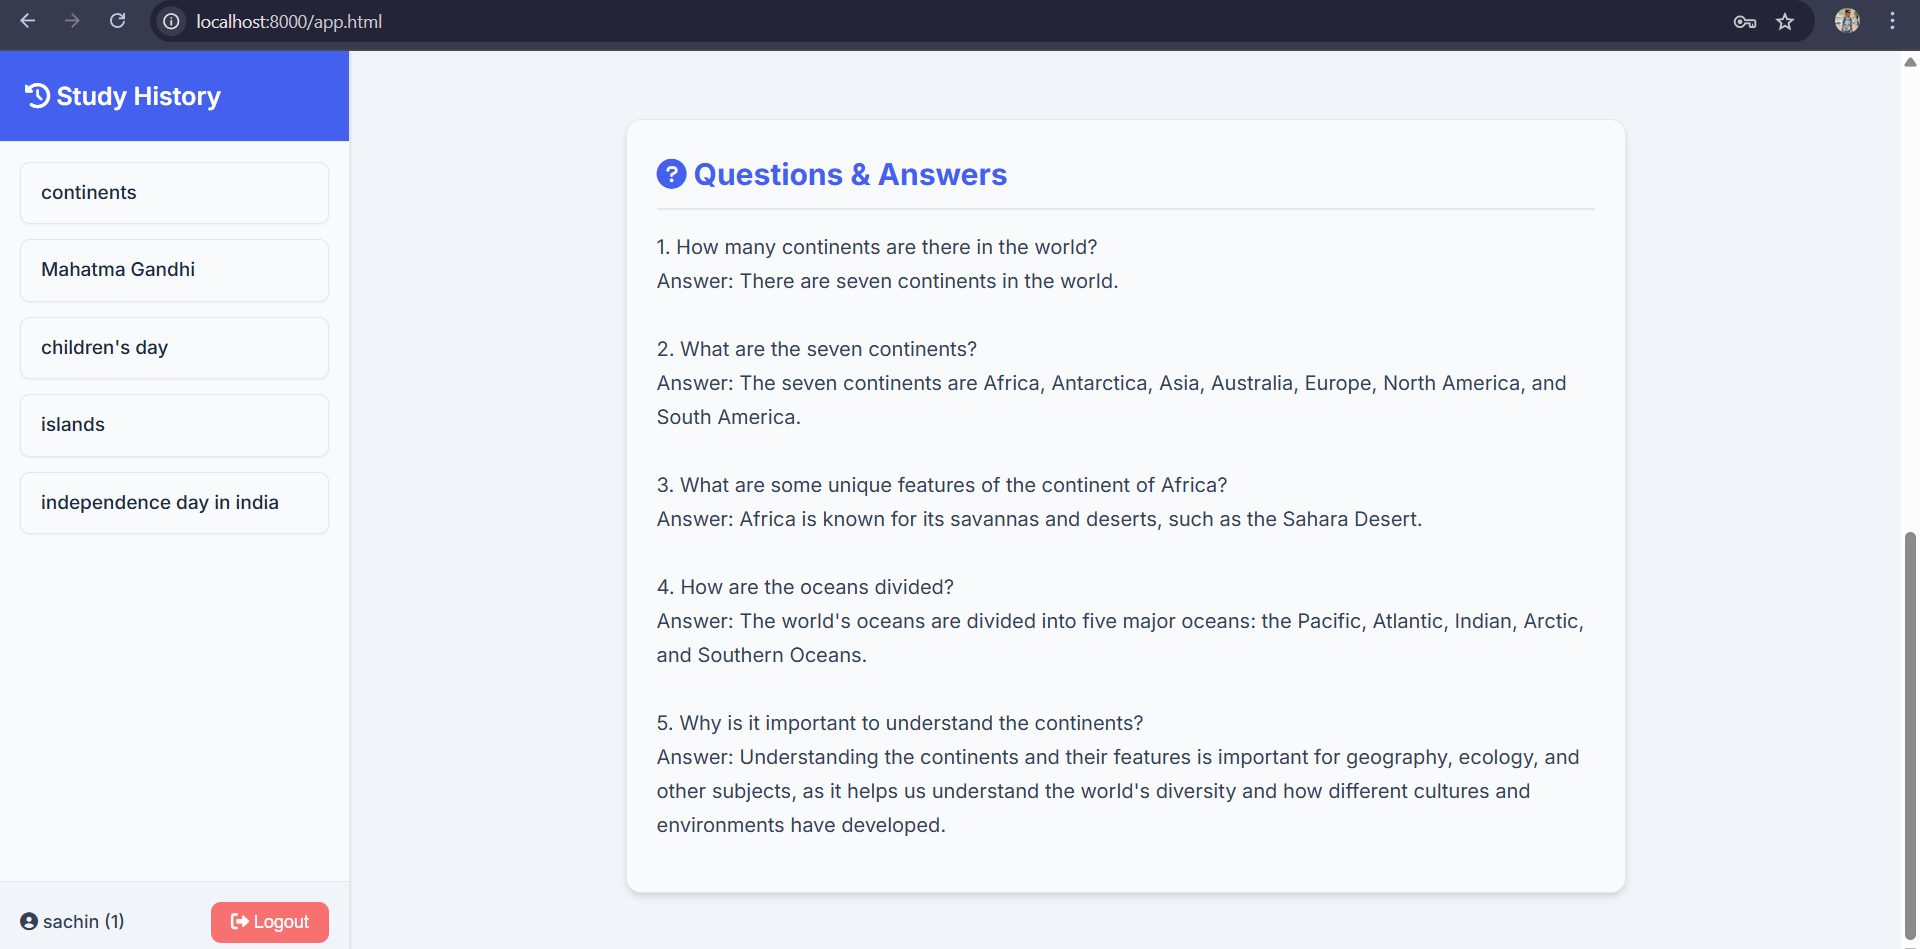 localhost:8000/app.html
Study History
continents
Mahatma Gandhi
children's day
islands
independence day in india
sachin (1)
Logout
Questions & Answers
1. How many continents are there in the world?
Answer: There are seven continents in the world.
2. What are the seven continents?
Answer: The seven continents are Africa, Antarctica, Asia, Australia, Europe, North America, and
South America.
3. What are some unique features of the continent of Africa?
Answer: Africa is known for its savannas and deserts, such as the Sahara Desert.
4. How are the oceans divided?
Answer: The world's oceans are divided into five major oceans: the Pacific, Atlantic, Indian, Arctic,
and Southern Oceans.
5. Why is it important to understand the continents?
Answer: Understanding the continents and their features is important for geography, ecology, and
other subjects, as it helps us understand the world's diversity and how different cultures and
environments have developed.